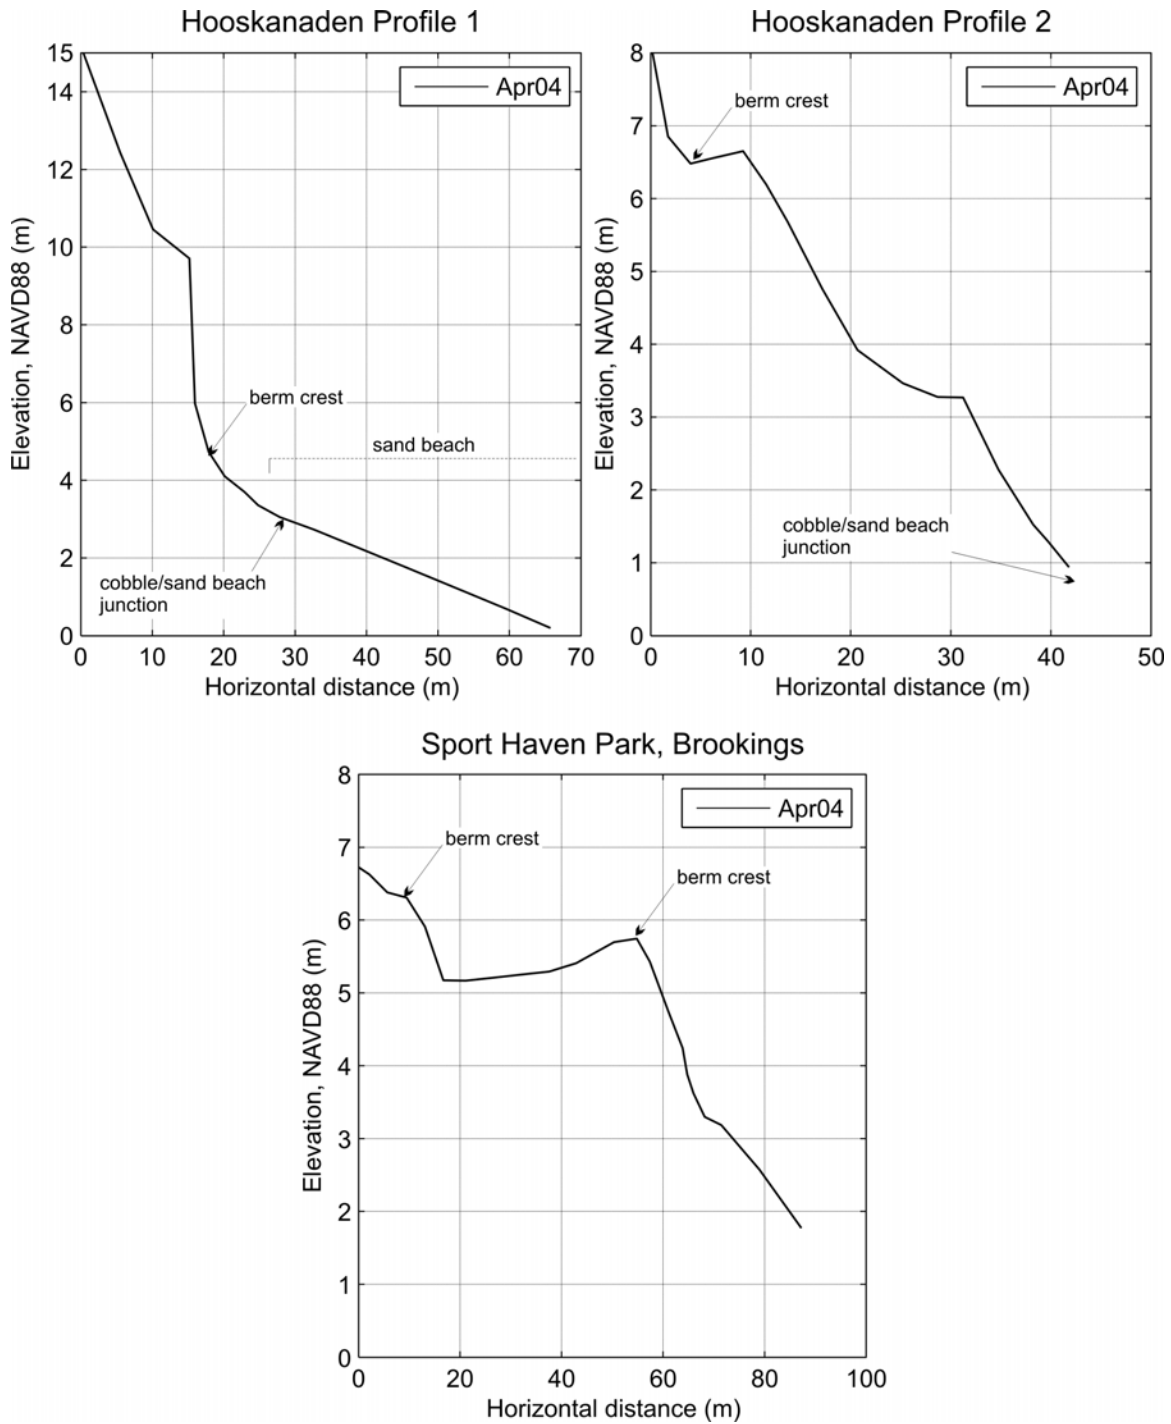 Hooskanaden Profile 1
15
14
12
10
8
6
4
2
0
Elevation, NAVD88 (m)
Apr04
berm crest
sand beach
cobble/sand beach
junction
0 10 20 30 40 50 60 70
Horizontal distance (m)
Hooskanaden Profile 2
8
7
6
5
4
3
2
1
0
Elevation, NAVD88 (m)
Apr04
berm crest
cobble/sand beach
junction
0 10 20 30 40 50
Horizontal distance (m)
Sport Haven Park, Brookings
8
7
6
5
4
3
2
1
0
Elevation, NAVD88 (m)
Apr04
berm crest
berm crest
0 20 40 60 80 100
Horizontal distance (m)